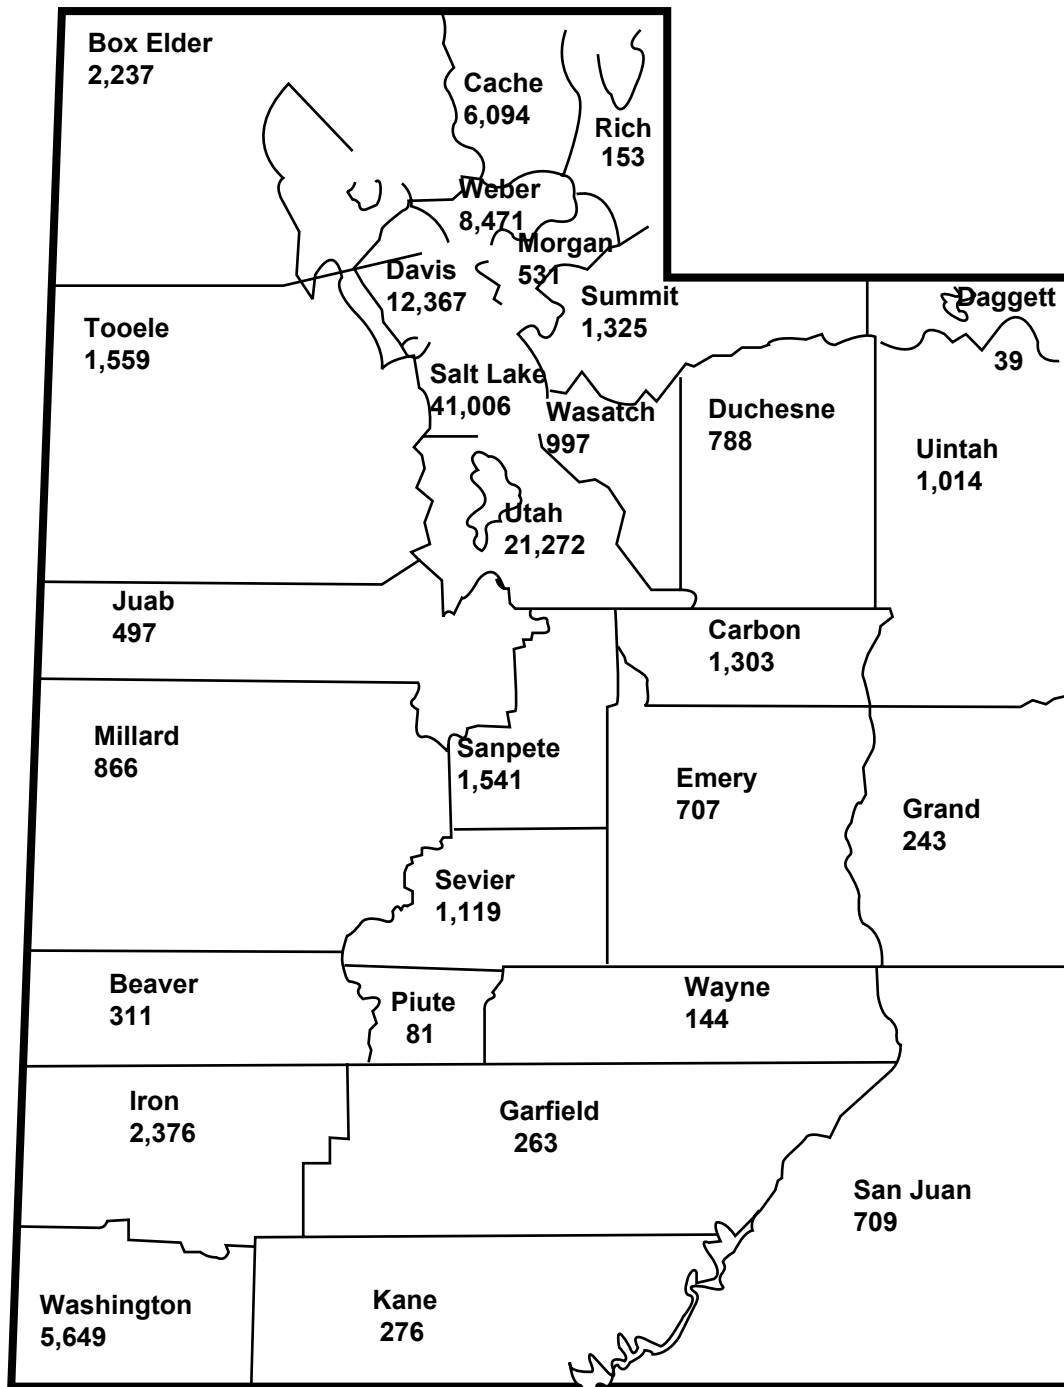 Box Elder
2,237
Cache
6,094
Rich
153
Weber
8,471
Morgan
531
Davis
12,367
Summit
1,325
Daggett
39
Tooele
1,559
Salt Lake
41,006
Wasatch
997
Duchesne
788
Uintah
1,014
Utah
21,272
Juab
497
Carbon
1,303
Millard
866
Sanpete
1,541
Emery
707
Grand
243
Sevier
1,119
Beaver
311
Piute
81
Wayne
144
Iron
2,376
Garfield
263
San Juan
709
Washington
5,649
Kane
276